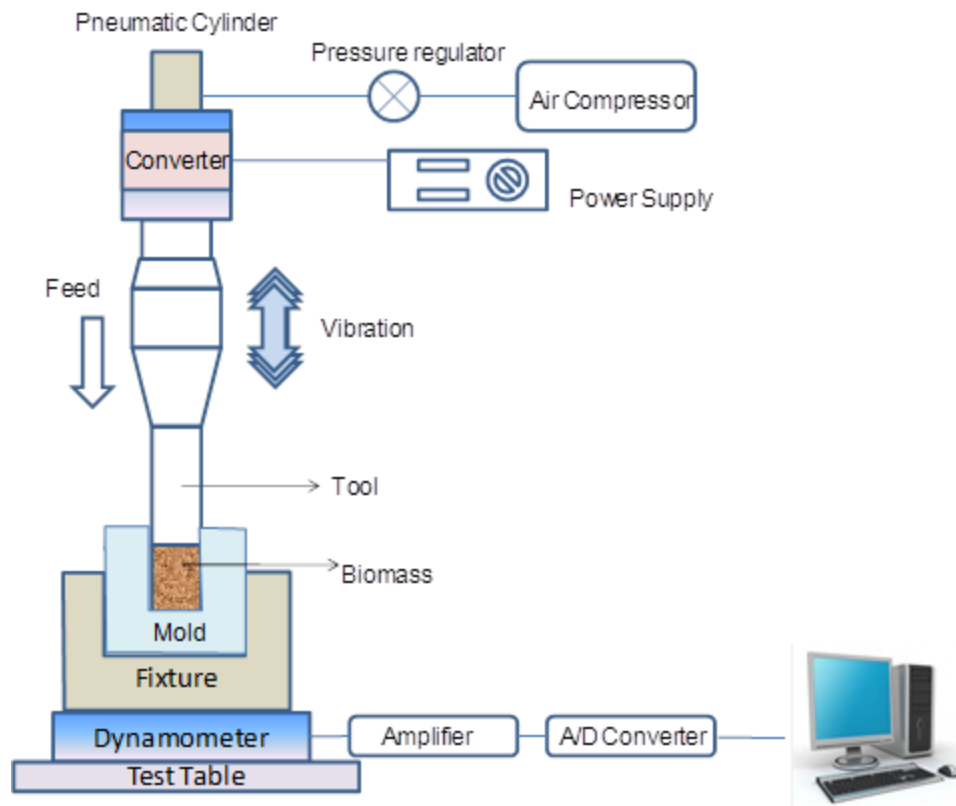 Pneumatic Cylinder
Pressure regulator
Air Compressor
Converter
Power Supply
Feed
Vibration
Tool
Biomass
Mold
Fixture
Dynamometer
Amplifier
A/D Converter
Test Table